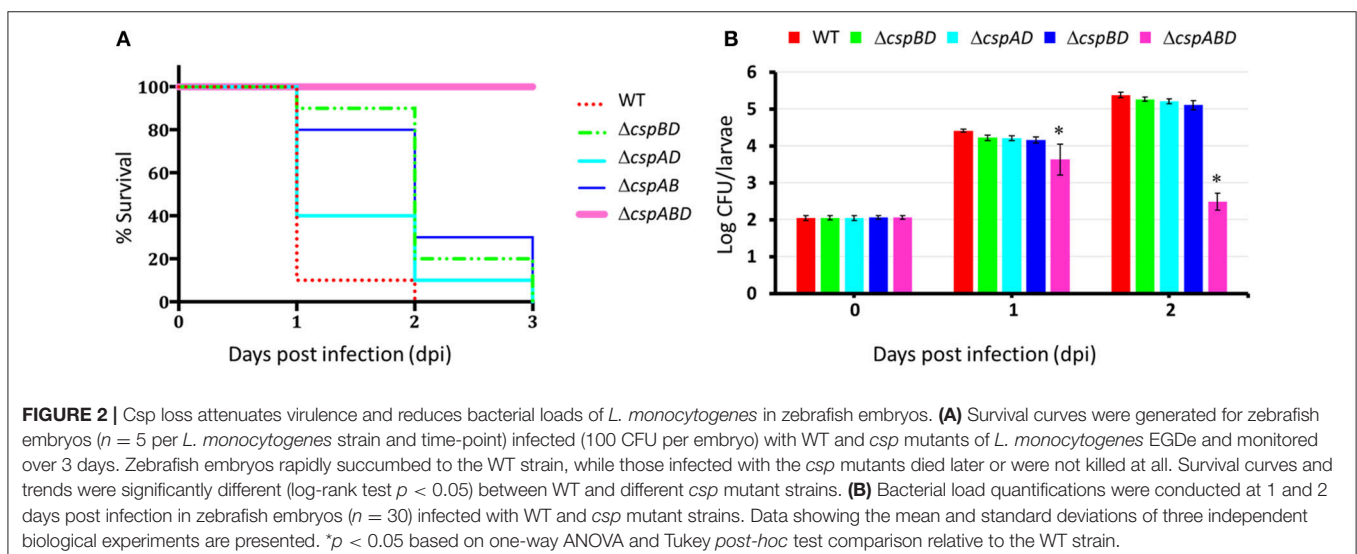 A
% Survival
100
80
60
40
20
0
0 1 2 3
Days post infection (dpi)
WT
ΔcspBD
ΔcspAD
ΔcspAB
ΔcspABD
B
WT ΔcspBD ΔcspAD ΔcspBD ΔcspABD
Log CFU/larvae
6
5
4
3
2
1
0
*
*
0 1 2
Days post infection (dpi)
FIGURE 2 | Csp loss attenuates virulence and reduces bacterial loads of L. monocytogenes in zebrafish embryos. (A) Survival curves were generated for zebrafish
embryos (n = 5 per L. monocytogenes strain and time-point) infected (100 CFU per embryo) with WT and csp mutants of L. monocytogenes EGDe and monitored
over 3 days. Zebrafish embryos rapidly succumbed to the WT strain, while those infected with the csp mutants died later or were not killed at all. Survival curves and
trends were significantly different (log-rank test p < 0.05) between WT and different csp mutant strains. (B) Bacterial load quantifications were conducted at 1 and 2
days post infection in zebrafish embryos (n = 30) infected with WT and csp mutant strains. Data showing the mean and standard deviations of three independent
biological experiments are presented. *p < 0.05 based on one-way ANOVA and Tukey post-hoc test comparison relative to the WT strain.